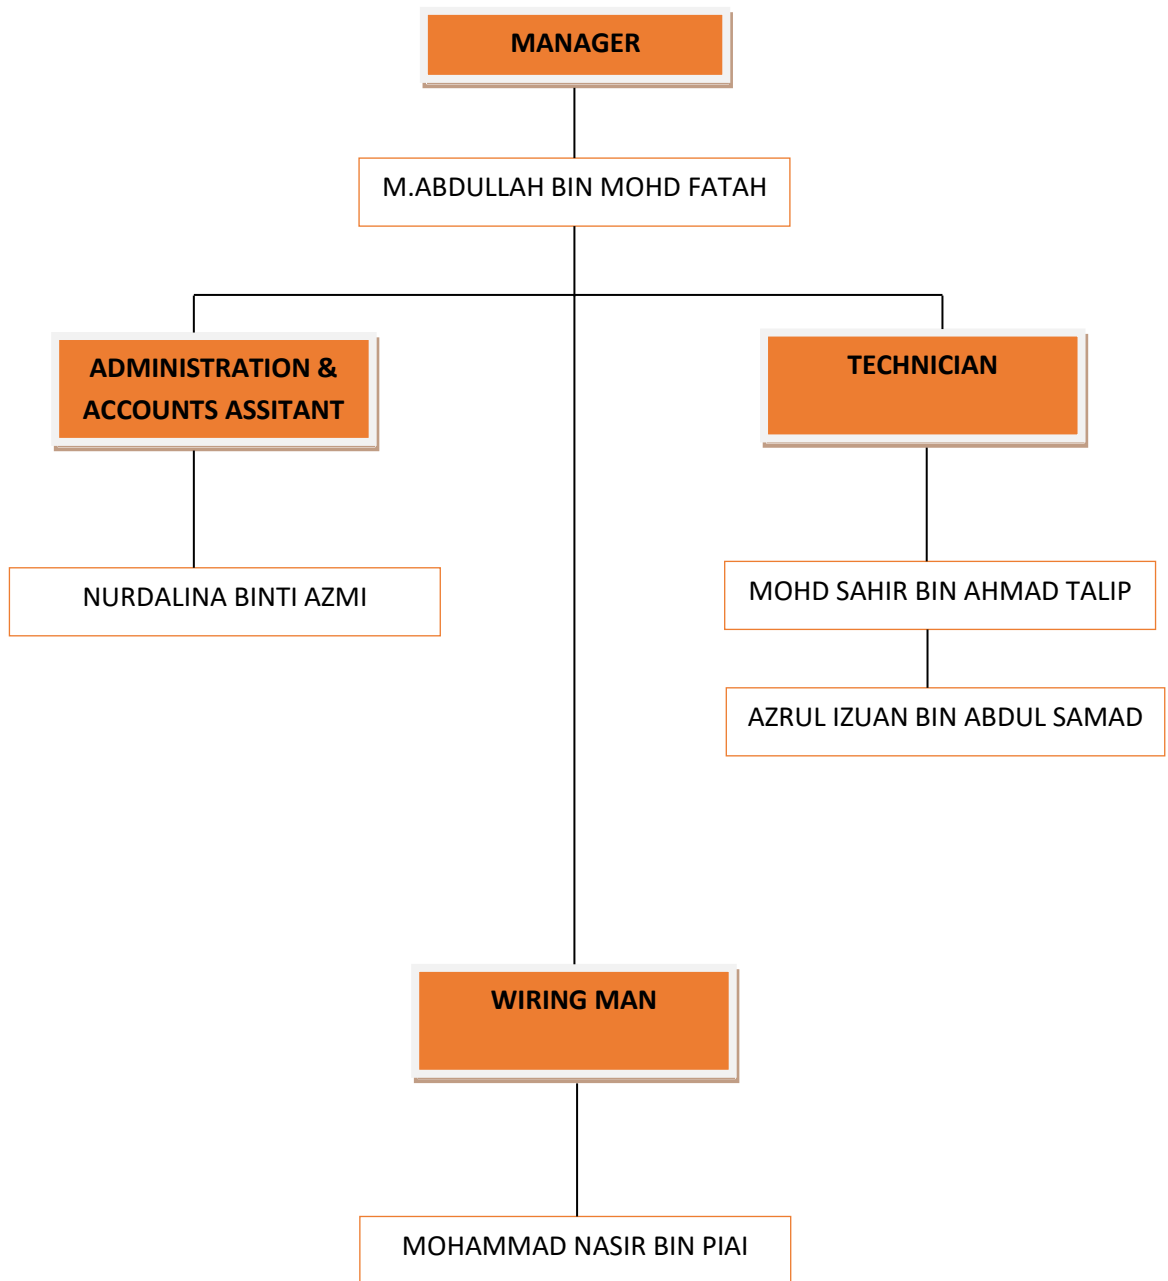 MANAGER
M.ABDULLAH BIN MOHD FATAH
ADMINISTRATION &
ACCOUNTS ASSITANT
TECHNICIAN
NURDALINA BINTI AZMI
MOHD SAHIR BIN AHMAD TALIP
AZRUL IZUAN BIN ABDUL SAMAD
WIRING MAN
MOHAMMAD NASIR BIN PIAI